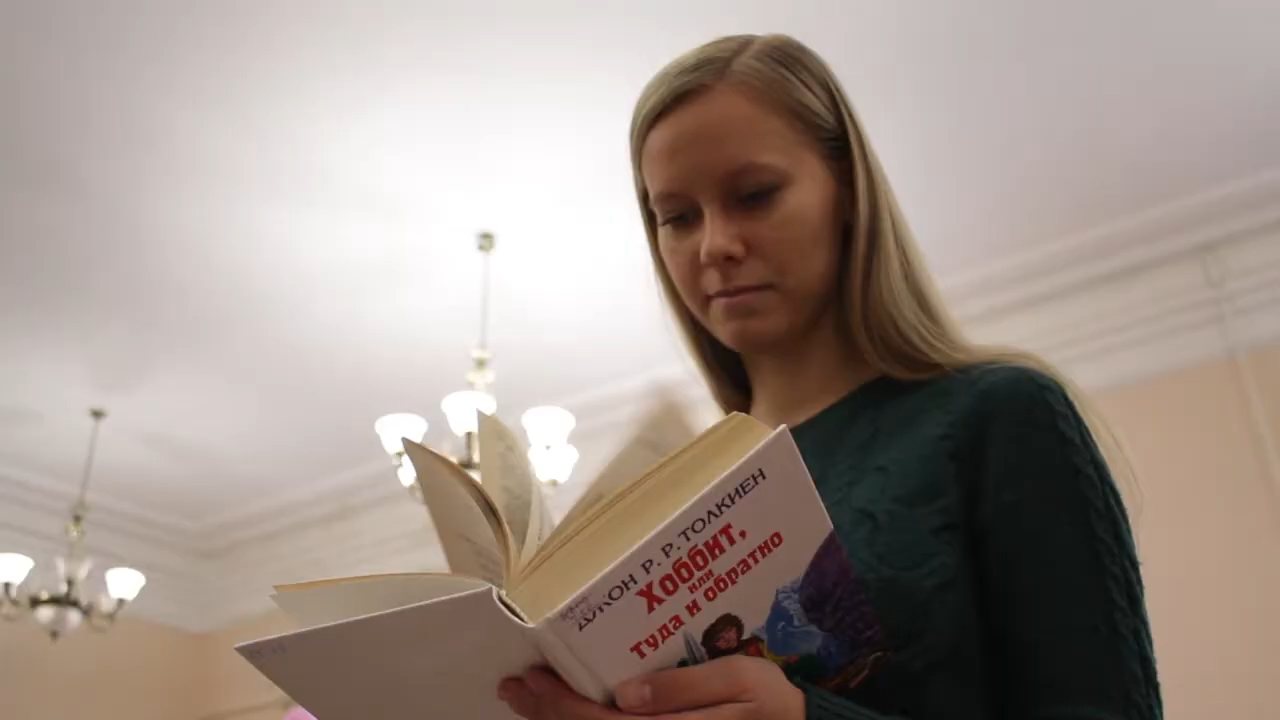 ДЖОН Р. Р. ТОЛКИЕН
Хоббит,
или
Туда и обратно